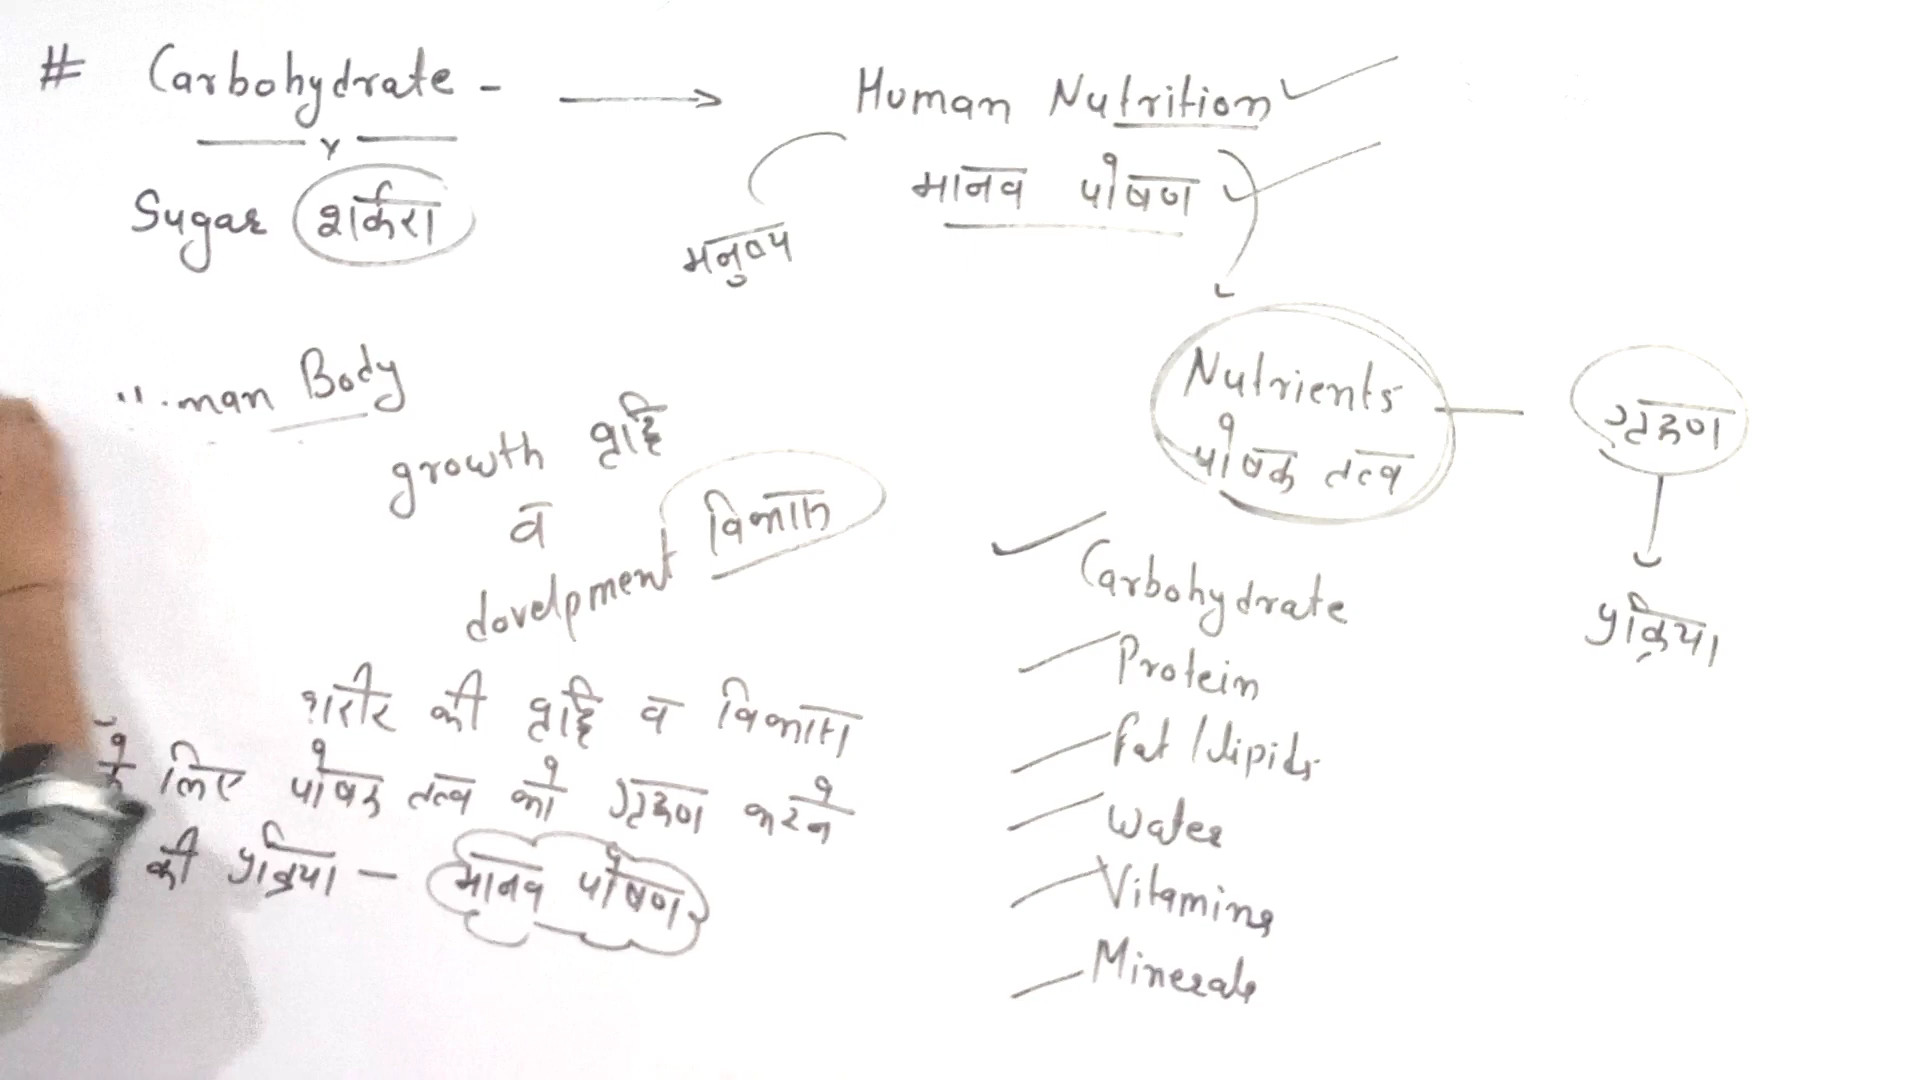 # Carbohydrate - → Human Nutrition
Sugar शर्करा
मानव पोषण
मनुष्य
Nutrients
पोषक तत्व
ग्रहण
प्रक्रिया
man Body
growth वृद्धि
व
dovelpment विकास
Carbohydrate
Protein
fat / Lipids
Water
Vitamins
Minerals
शरीर की वृद्धि व विकास
के लिए पोषक तत्व को ग्रहण करने
की प्रक्रिया - मानव पोषण